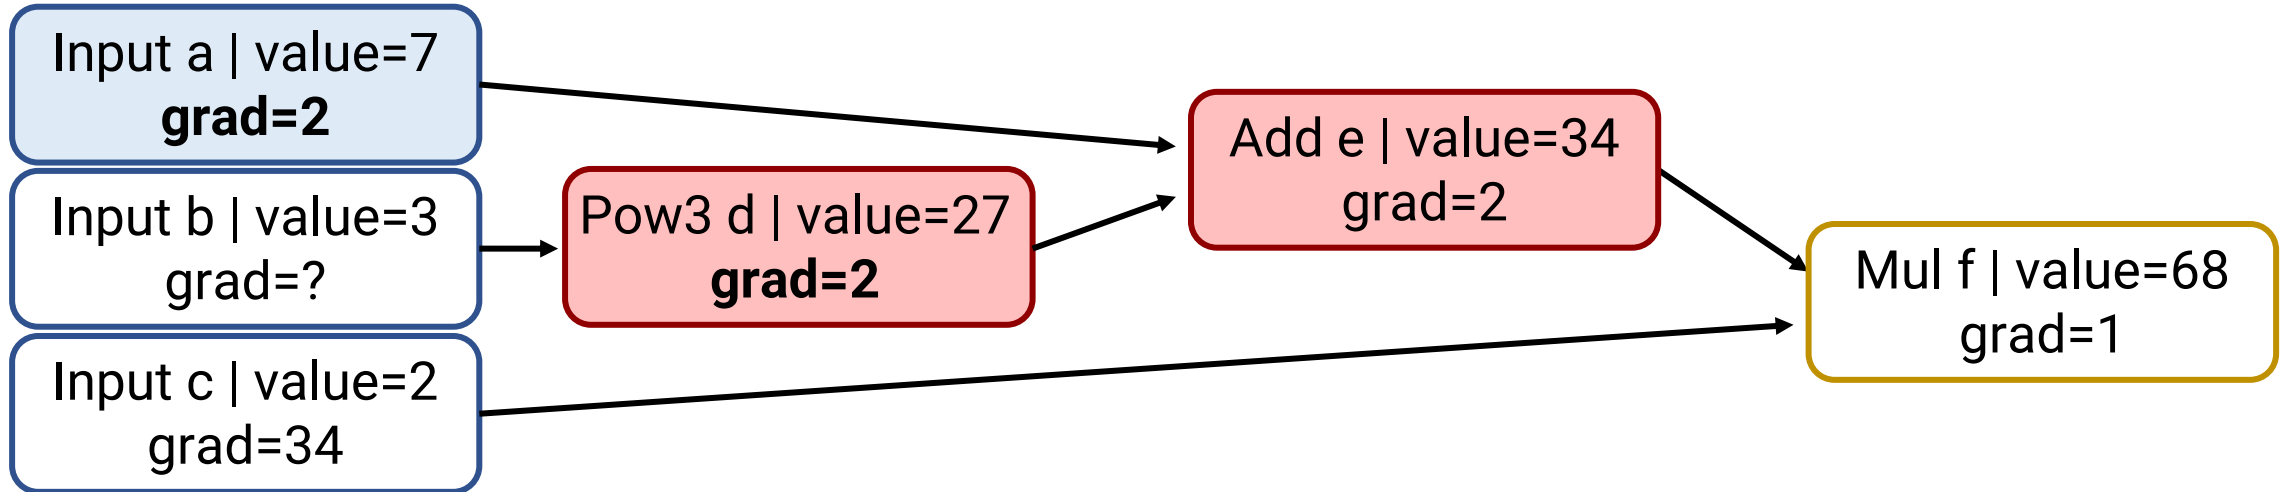 Input a | value=7
grad=2
Input b | value=3
grad=?
Input c | value=2
grad=34
Pow3 d | value=27
grad=2
Add e | value=34
grad=2
Mul f | value=68
grad=1